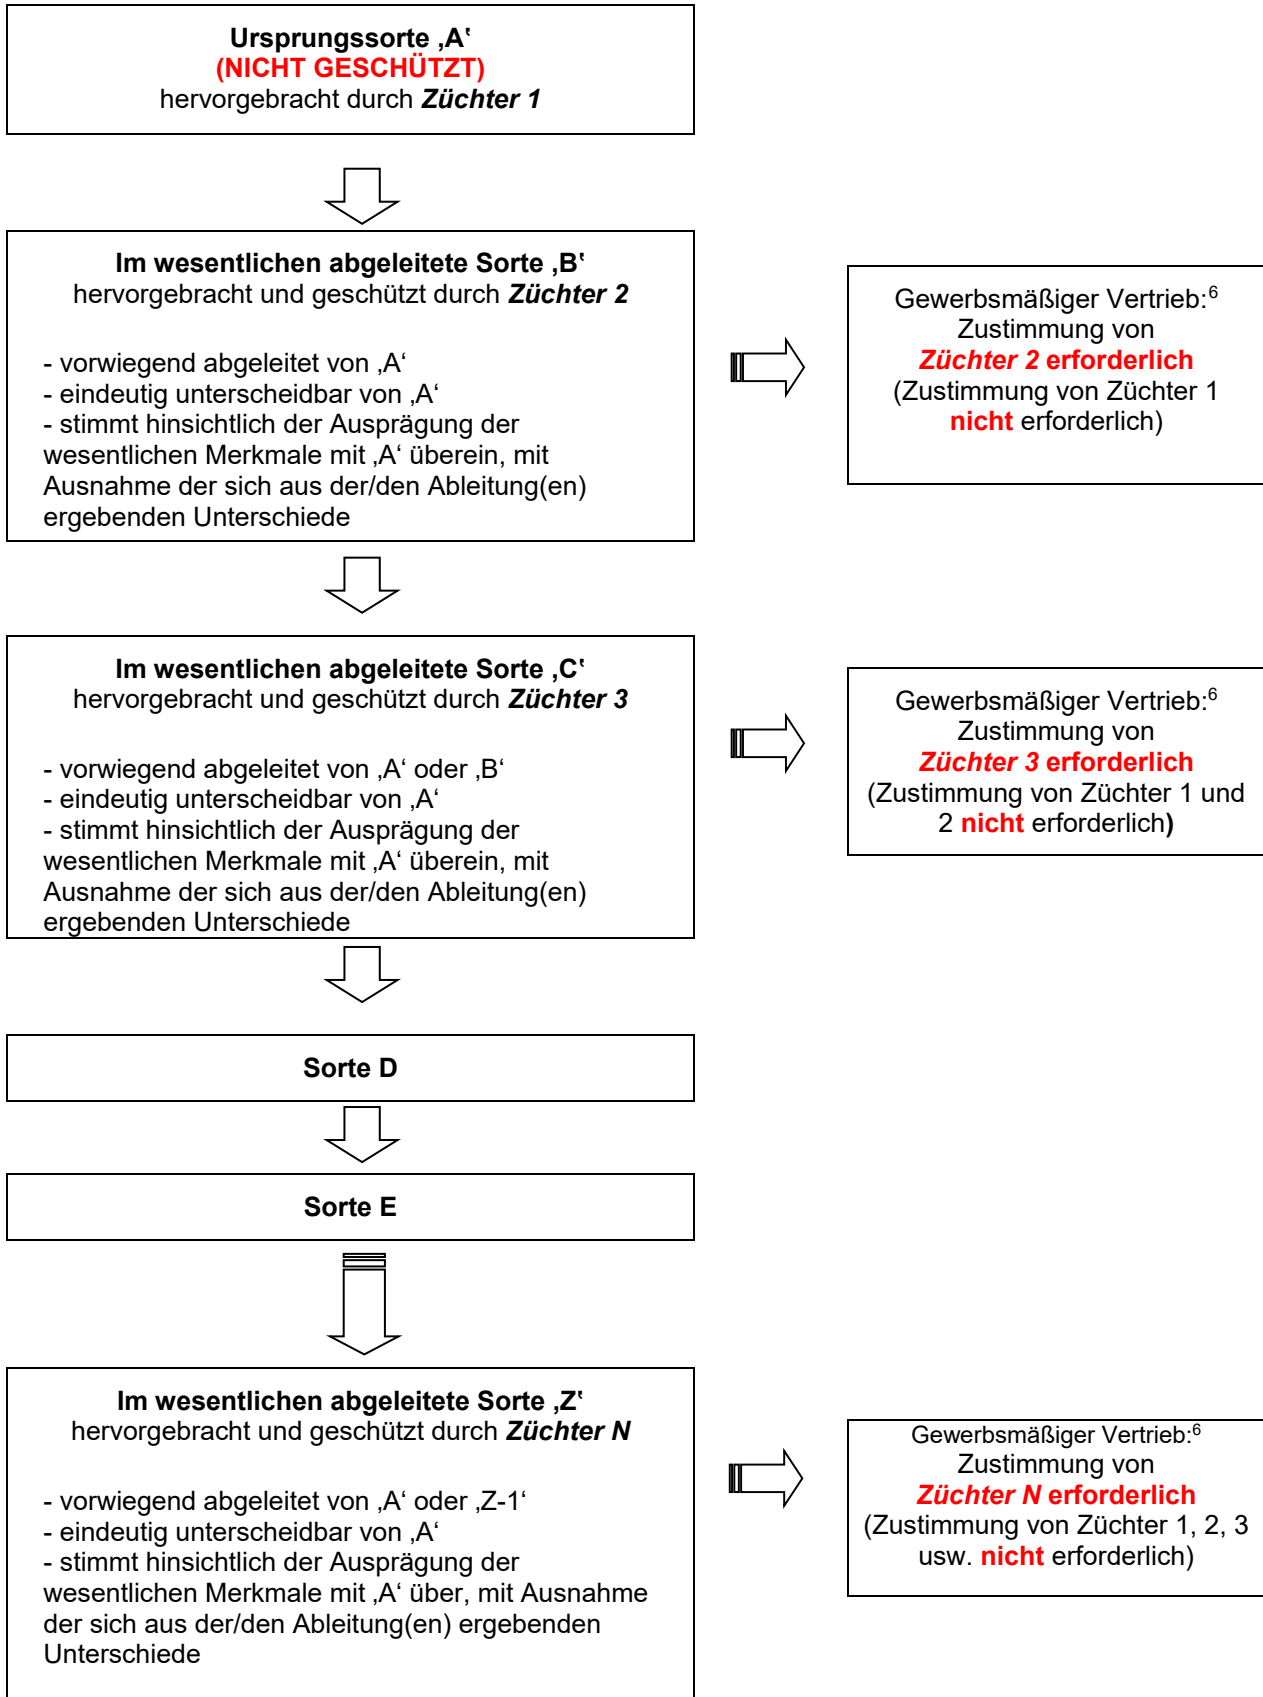 Ursprungssorte ‚A‛
(NICHT GESCHÜTZT)
hervorgebracht durch Züchter 1
Im wesentlichen abgeleitete Sorte ‚B‛
hervorgebracht und geschützt durch Züchter 2
- vorwiegend abgeleitet von ‚A‘
- eindeutig unterscheidbar von ‚A‘
- stimmt hinsichtlich der Ausprägung der
wesentlichen Merkmale mit ‚A‘ überein, mit
Ausnahme der sich aus der/den Ableitung(en)
ergebenden Unterschiede
Gewerbsmäßiger Vertrieb:6
Zustimmung von
Züchter 2 erforderlich
(Zustimmung von Züchter 1
nicht erforderlich)
Im wesentlichen abgeleitete Sorte ‚C‛
hervorgebracht und geschützt durch Züchter 3
- vorwiegend abgeleitet von ‚A‘ oder ‚B‘
- eindeutig unterscheidbar von ‚A‘
- stimmt hinsichtlich der Ausprägung der
wesentlichen Merkmale mit ‚A‘ überein, mit
Ausnahme der sich aus der/den Ableitung(en)
ergebenden Unterschiede
Gewerbsmäßiger Vertrieb:6
Zustimmung von
Züchter 3 erforderlich
(Zustimmung von Züchter 1 und
2 nicht erforderlich)
Sorte D
Sorte E
Im wesentlichen abgeleitete Sorte ‚Z‛
hervorgebracht und geschützt durch Züchter N
- vorwiegend abgeleitet von ‚A‘ oder ‚Z-1‘
- eindeutig unterscheidbar von ‚A‘
- stimmt hinsichtlich der Ausprägung der
wesentlichen Merkmale mit ‚A‘ über, mit Ausnahme
der sich aus der/den Ableitung(en) ergebenden
Unterschiede
Gewerbsmäßiger Vertrieb:6
Zustimmung von
Züchter N erforderlich
(Zustimmung von Züchter 1, 2, 3
usw. nicht erforderlich)